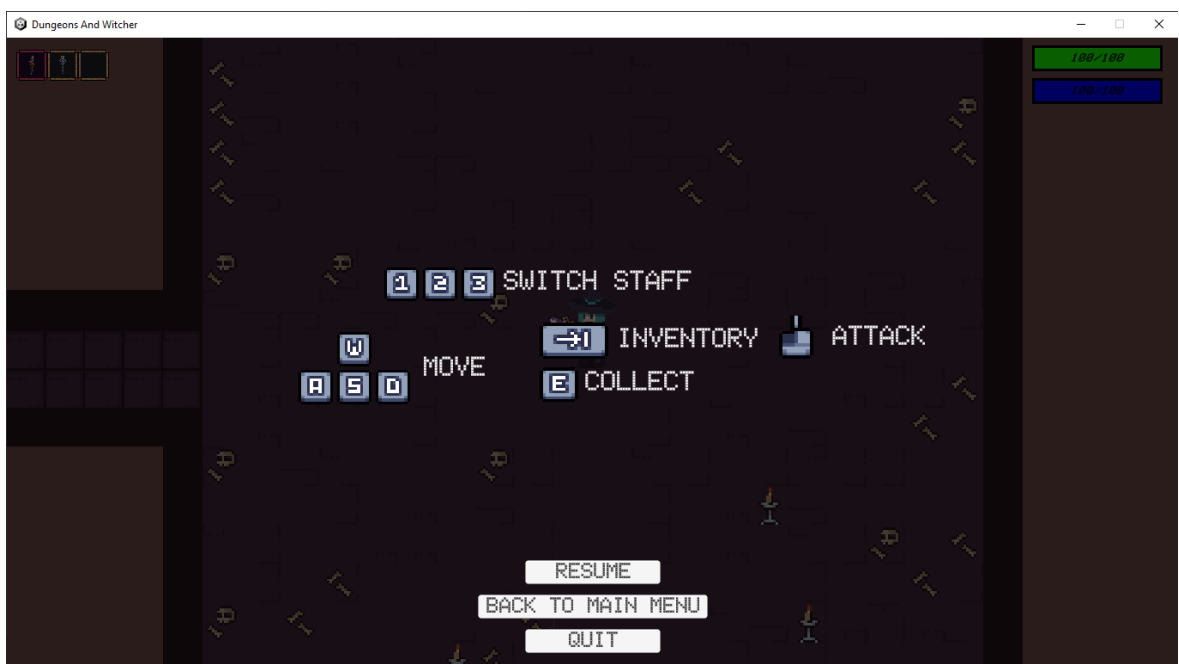 Dungeons And Witcher
100/100
100/100
1 2 3 SWITCH STAFF
INVENTORY
ATTACK
W
A S D
MOVE
E COLLECT
RESUME
BACK TO MAIN MENU
QUIT